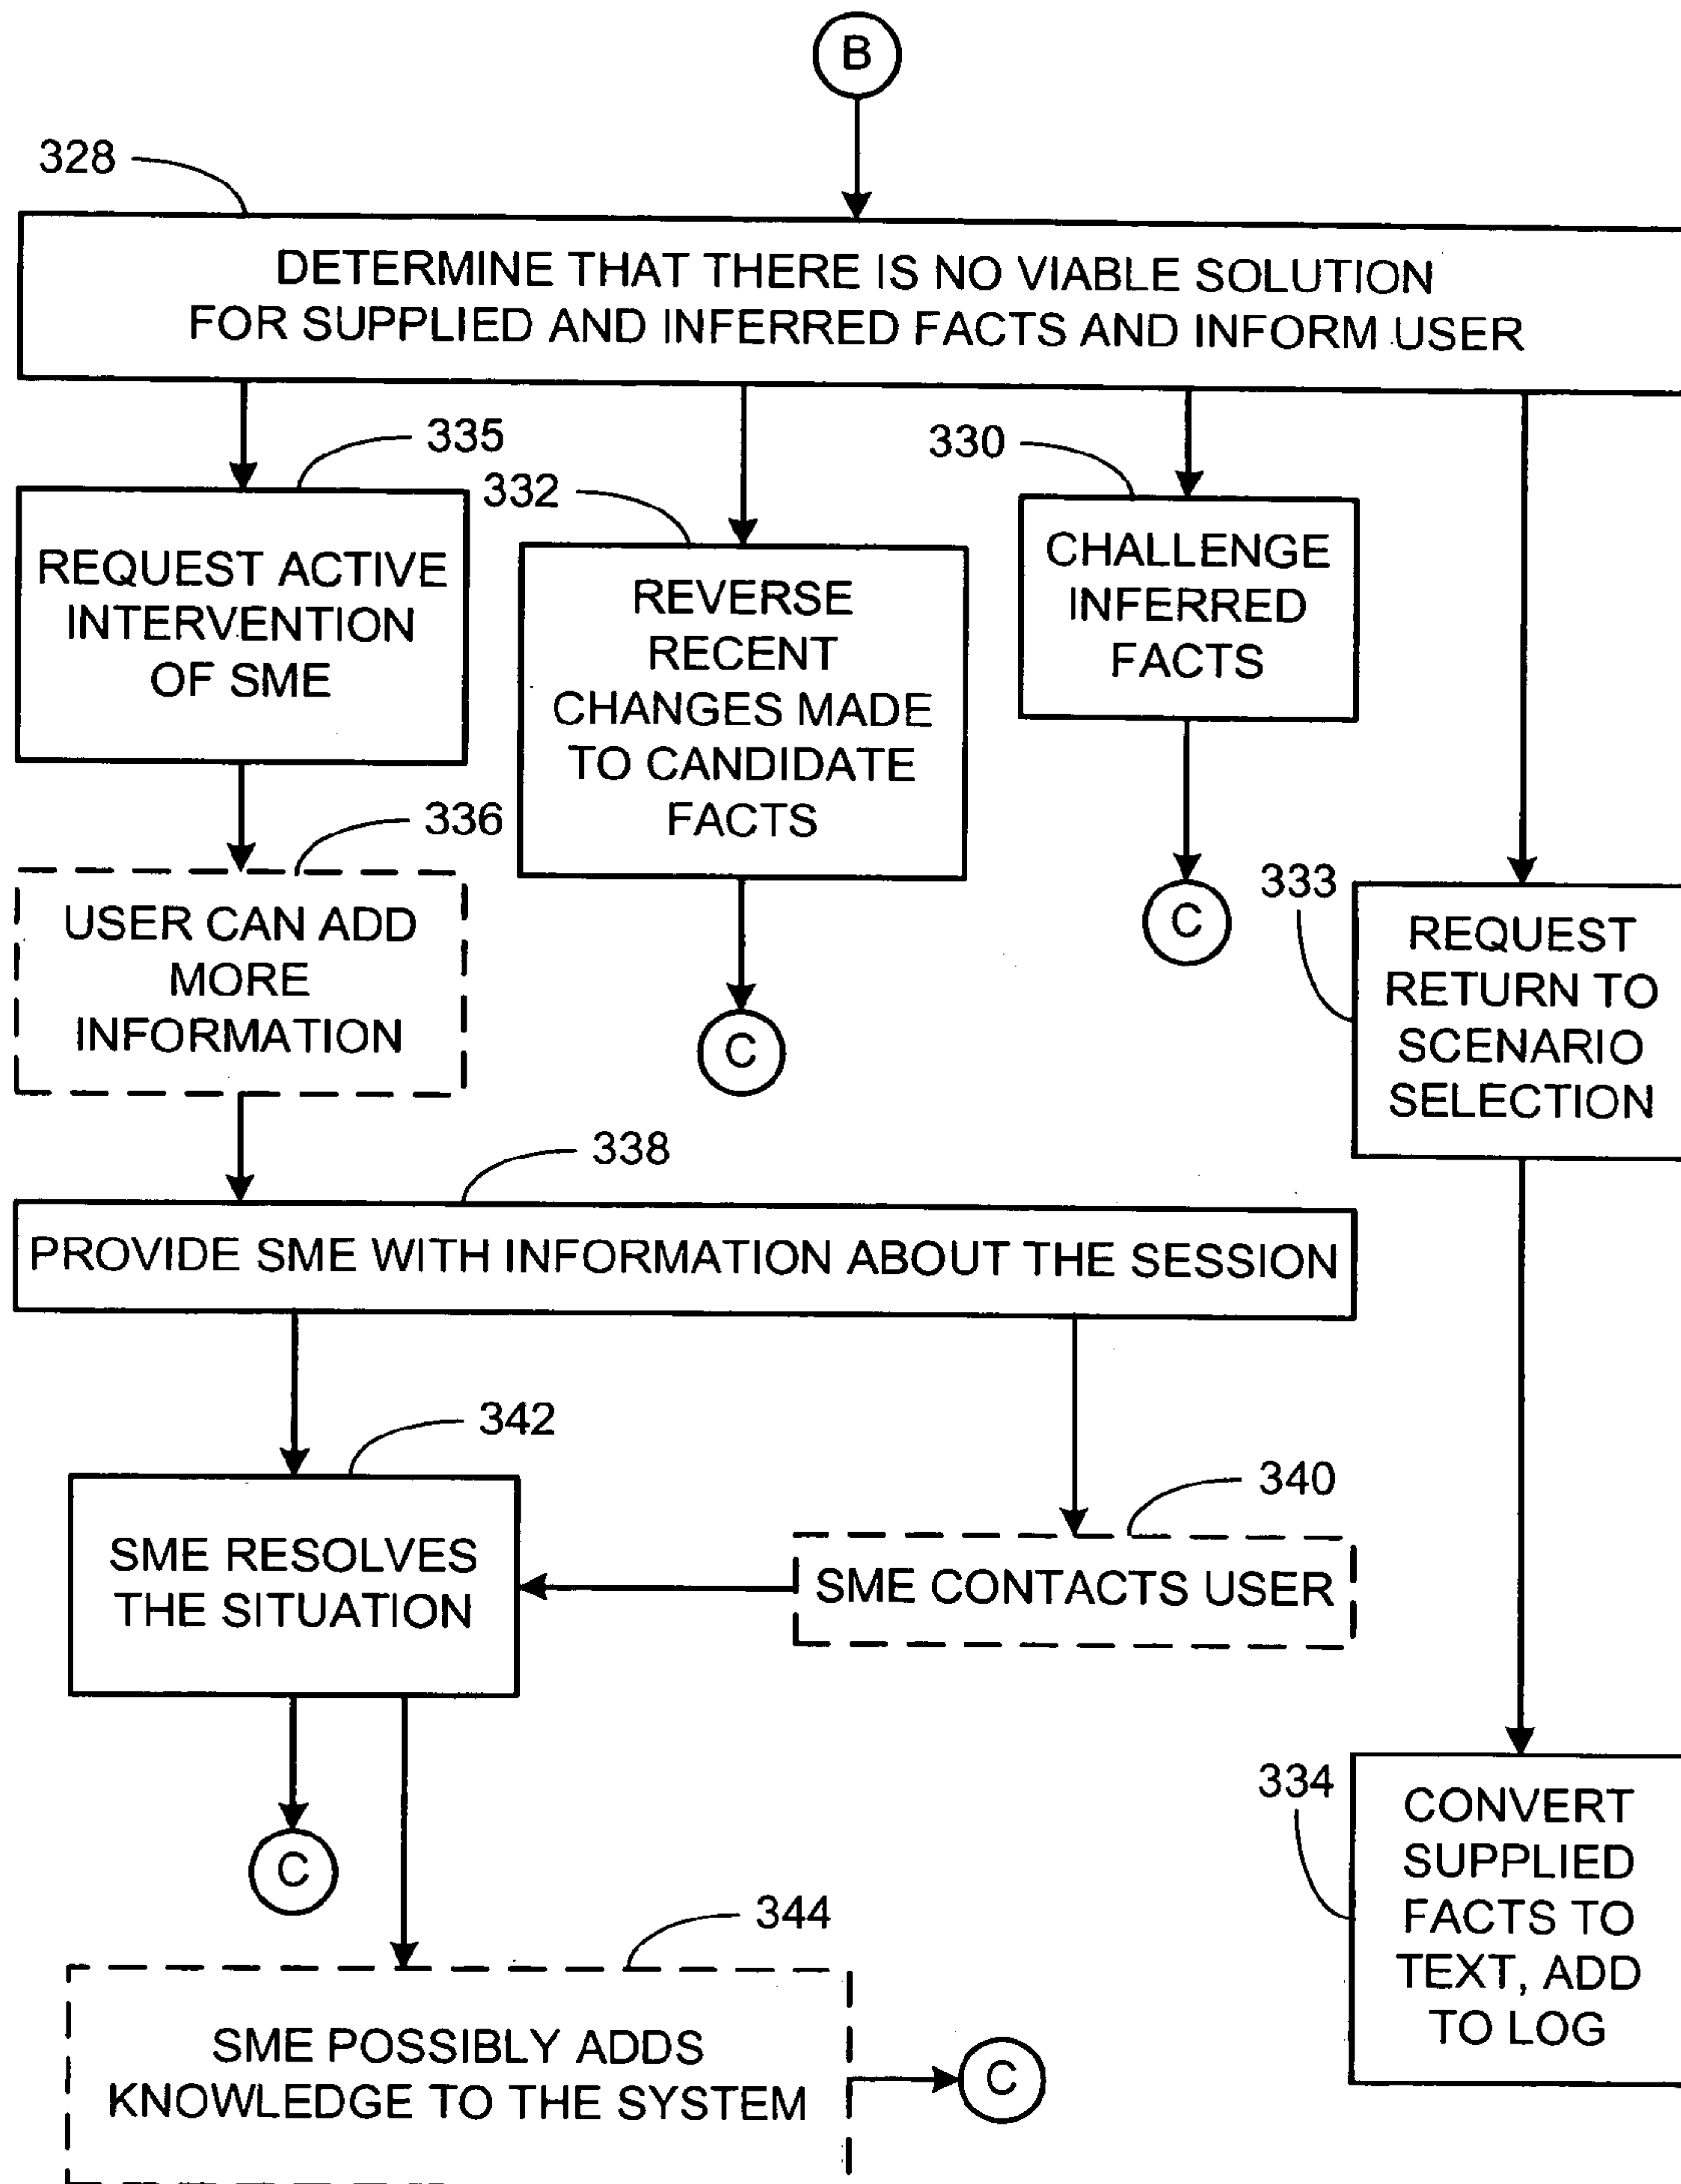 B
328
DETERMINE THAT THERE IS NO VIABLE SOLUTION
FOR SUPPLIED AND INFERRED FACTS AND INFORM USER
335
REQUEST ACTIVE
INTERVENTION
OF SME
332
REVERSE
RECENT
CHANGES MADE
TO CANDIDATE
FACTS
C
330
CHALLENGE
INFERRED
FACTS
C
333
REQUEST
RETURN TO
SCENARIO
SELECTION
336
USER CAN ADD
MORE
INFORMATION
338
PROVIDE SME WITH INFORMATION ABOUT THE SESSION
342
SME RESOLVES
THE SITUATION
340
SME CONTACTS USER
C
334
CONVERT
SUPPLIED
FACTS TO
TEXT, ADD
TO LOG
344
SME POSSIBLY ADDS
KNOWLEDGE TO THE SYSTEM
C